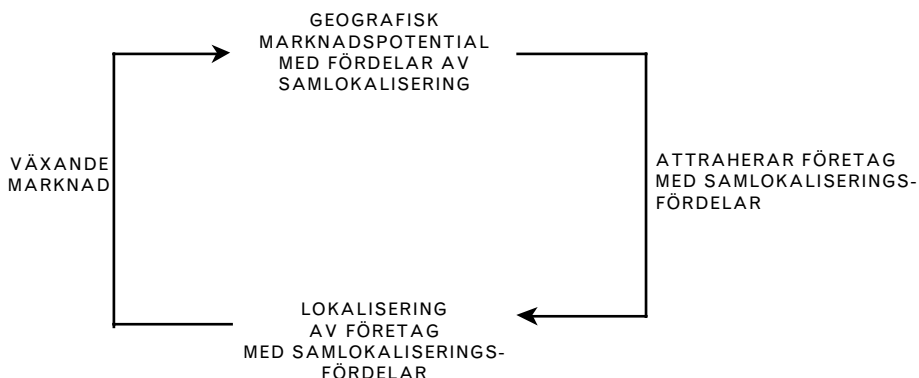 GEOGRAFISK
MARKNADSPOTENTIAL
MED FÖRDELAR AV
SAMLOKALISERING
VÄXANDE
MARKNAD
ATTRAHERAR FÖRETAG
MED SAMLOKALISERINGS-
FÖRDELAR
LOKALISERING
AV FÖRETAG
MED SAMLOKALISERINGS-
FÖRDELAR